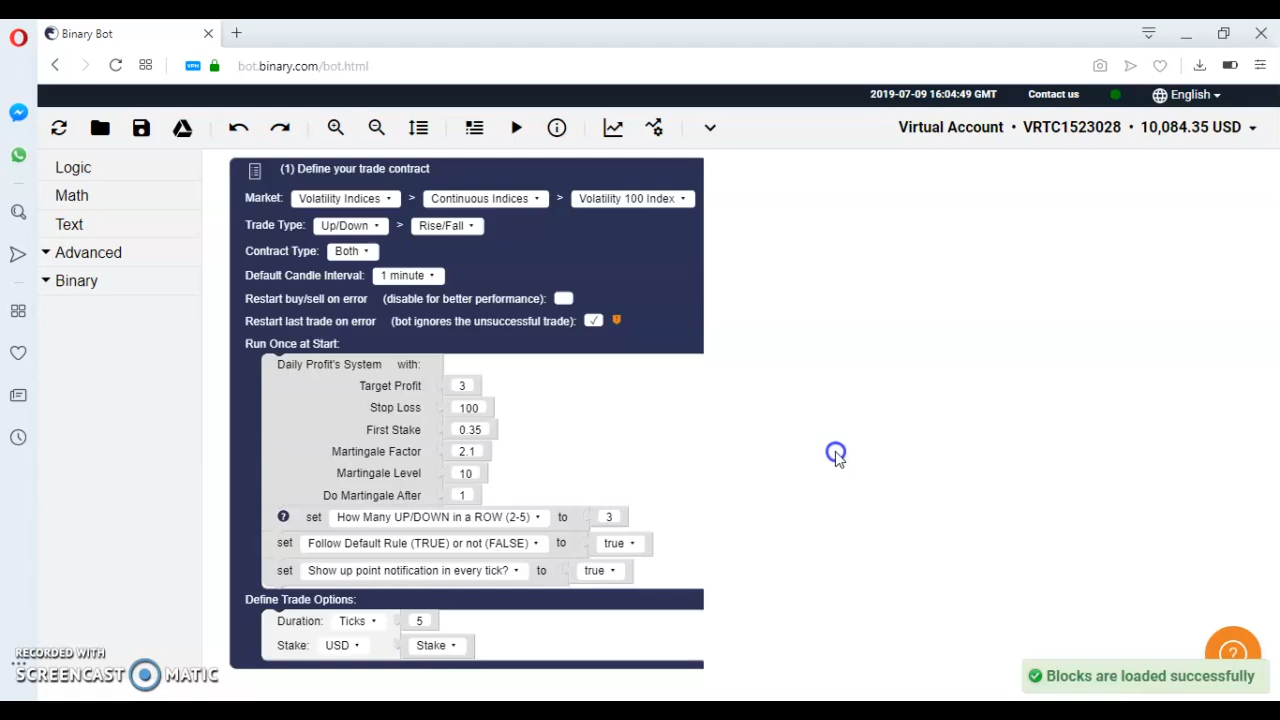 Binary Bot
VPN
bot.binary.com/bot.html
2019-07-09 16:04:49 GMT Contact us English
Virtual Account • VRTC1523028 • 10,084.35 USD
Logic
Math
Text
Advanced
Binary
(1) Define your trade contract
Market: Volatility Indices > Continuous Indices > Volatility 100 Index
Trade Type: Up/Down > Rise/Fall
Contract Type: Both
Default Candle Interval: 1 minute
Restart buy/sell on error (disable for better performance):
Restart last trade on error (bot ignores the unsuccessful trade): ✓
Run Once at Start:
Daily Profit's System with:
Target Profit 3
Stop Loss 100
First Stake 0.35
Martingale Factor 2.1
Martingale Level 10
Do Martingale After 1
? set How Many UP/DOWN in a ROW (2-5) to 3
set Follow Default Rule (TRUE) or not (FALSE) to true
set Show up point notification in every tick? to true
Define Trade Options:
Duration: Ticks 5
Stake: USD Stake
RECORDED WITH
SCREENCAST MATIC
?
Blocks are loaded successfully